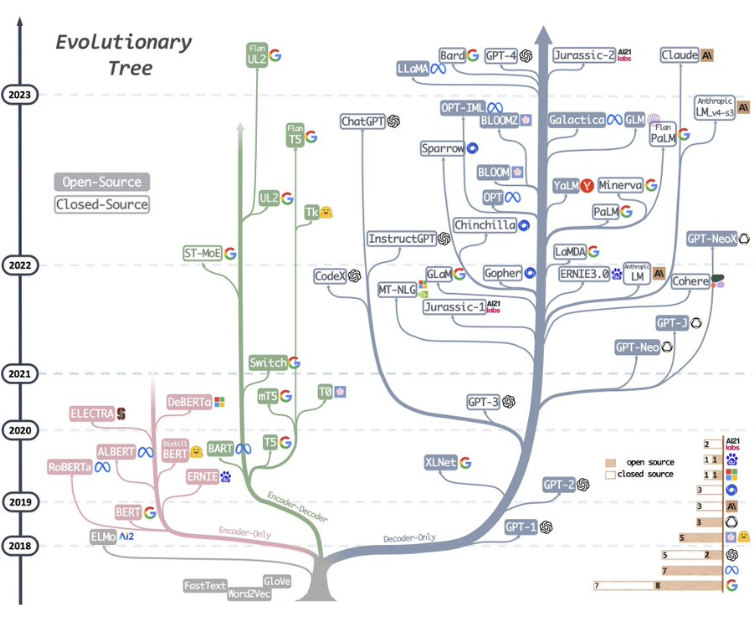 Evolutionary
Tree
Flan
UL2
Bard
GPT-4
Jurassic-2
AI21
labs
Claude
A\
LLaMA
2023
OPT-IML
BLOOMZ
Galactica
GLM
Anthropic
LM_v4-s3
A\
ChatGPT
Flan
T5
Flan
PaLM
Sparrow
BLOOM
Open-Source
Closed-Source
UL2
Tk
OPT
YaLM
Y
Minerva
PaLM
Chinchilla
InstructGPT
GPT-NeoX
ST-MoE
2022
LaMDA
CodeX
GLaM
Gopher
ERNIE3.0
Anthropic
LM
A\
Cohere
MT-NLG
Jurassic-1
AI21
labs
GPT-J
GPT-Neo
Switch
2021
DeBERTa
mT5
T0
ELECTRA
GPT-3
2020
ALBERT
Distill
BERT
BART
T5
RoBERTa
XLNet
ERNIE
GPT-2
2019
BERT
Encoder-Decoder
GPT-1
ELMo
Ai2
Encoder-Only
Decoder-Only
2018
FastText
GloVe
Word2Vec
open source
closed source
2
AI21
labs
1 1
1 1
3
3 A\
3
5
5 2
7
7 8